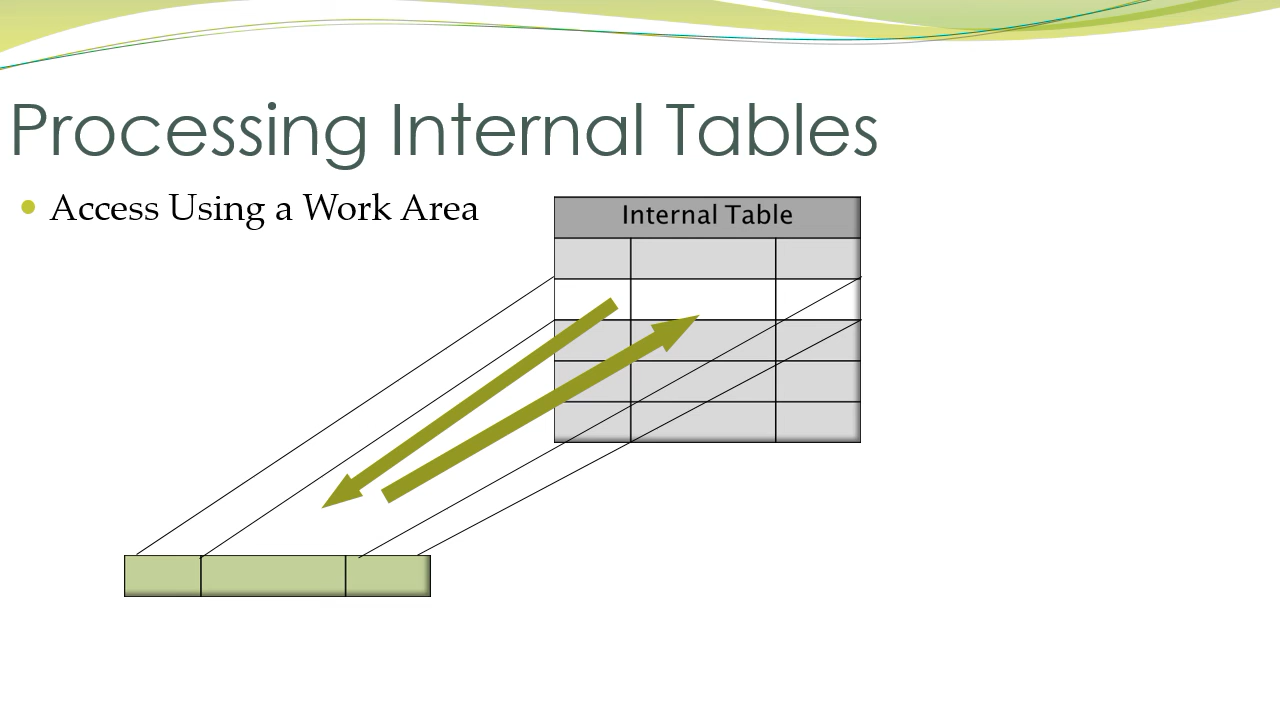 Processing Internal Tables
Access Using a Work Area
Internal Table